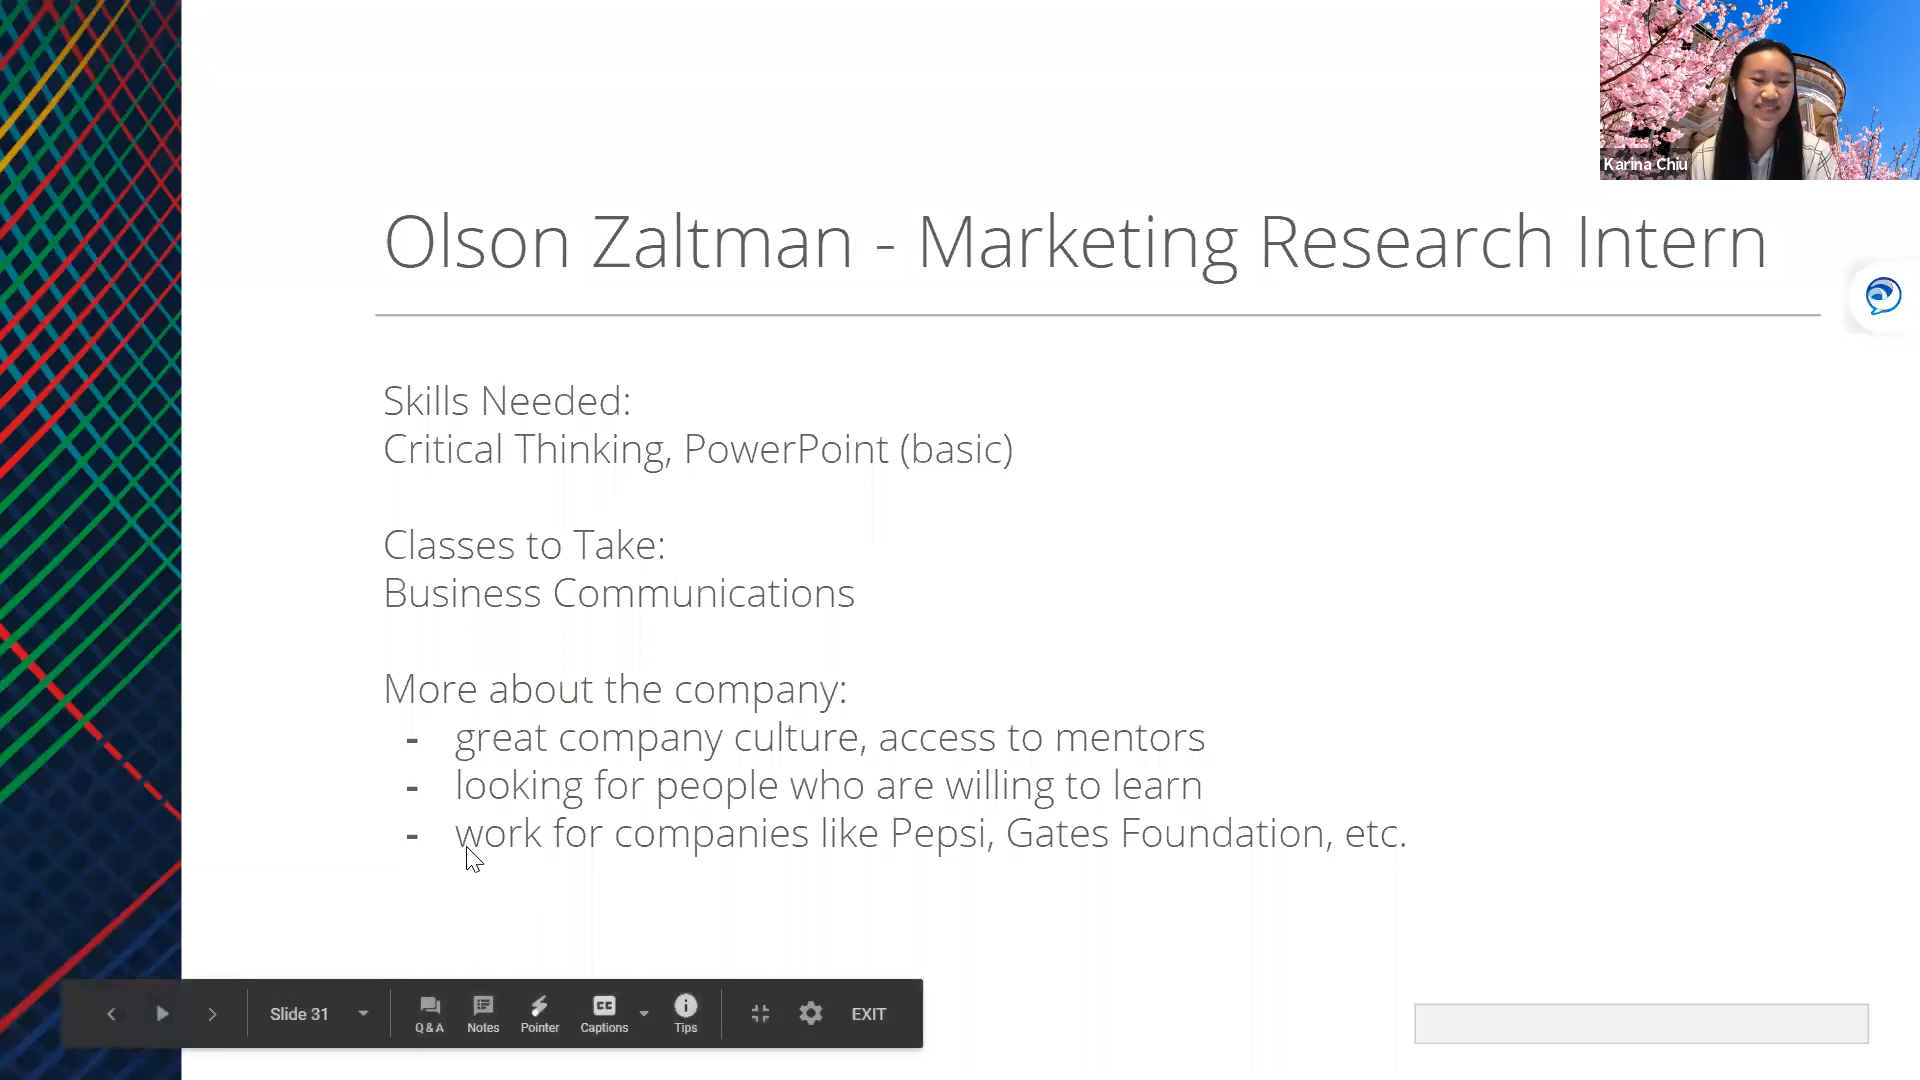 Karina Chiu
Olson Zaltman - Marketing Research Intern
Skills Needed:
Critical Thinking, PowerPoint (basic)
Classes to Take:
Business Communications
More about the company:
- great company culture, access to mentors
- looking for people who are willing to learn
- work for companies like Pepsi, Gates Foundation, etc.
Slide 31
Q & A
Notes
Pointer
CC
Captions
Tips
EXIT